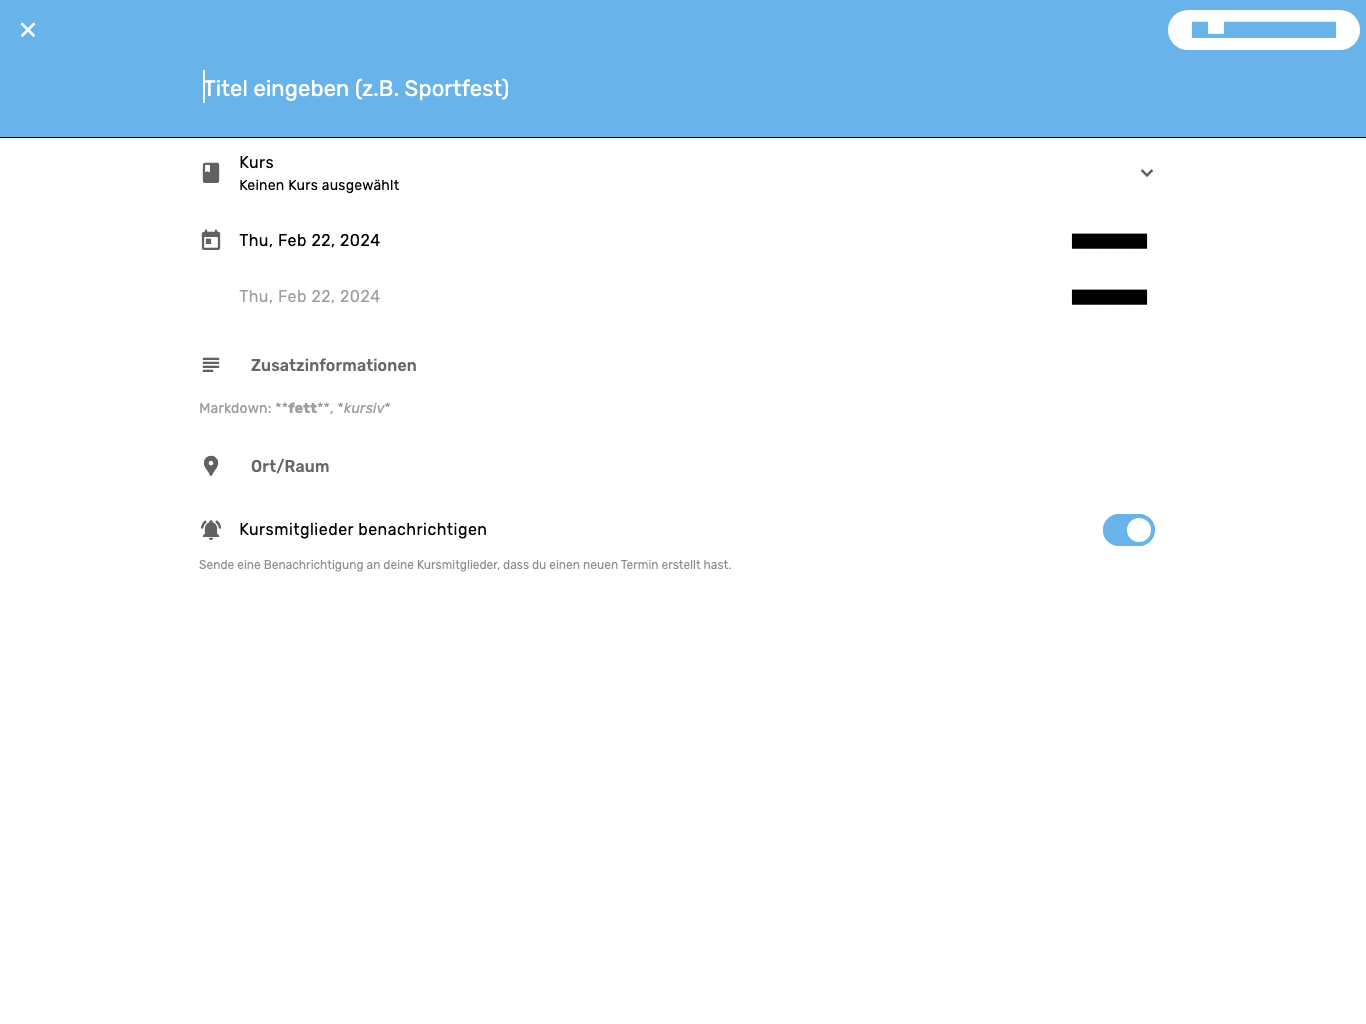 Titel eingeben (z.B. Sportfest)
Kurs
Keinen Kurs ausgewählt
Thu, Feb 22, 2024
Thu, Feb 22, 2024
Zusatzinformationen
Markdown: **fett**, *kursiv*
Ort/Raum
Kursmitglieder benachrichtigen
Sende eine Benachrichtigung an deine Kursmitglieder, dass du einen neuen Termin erstellt hast.